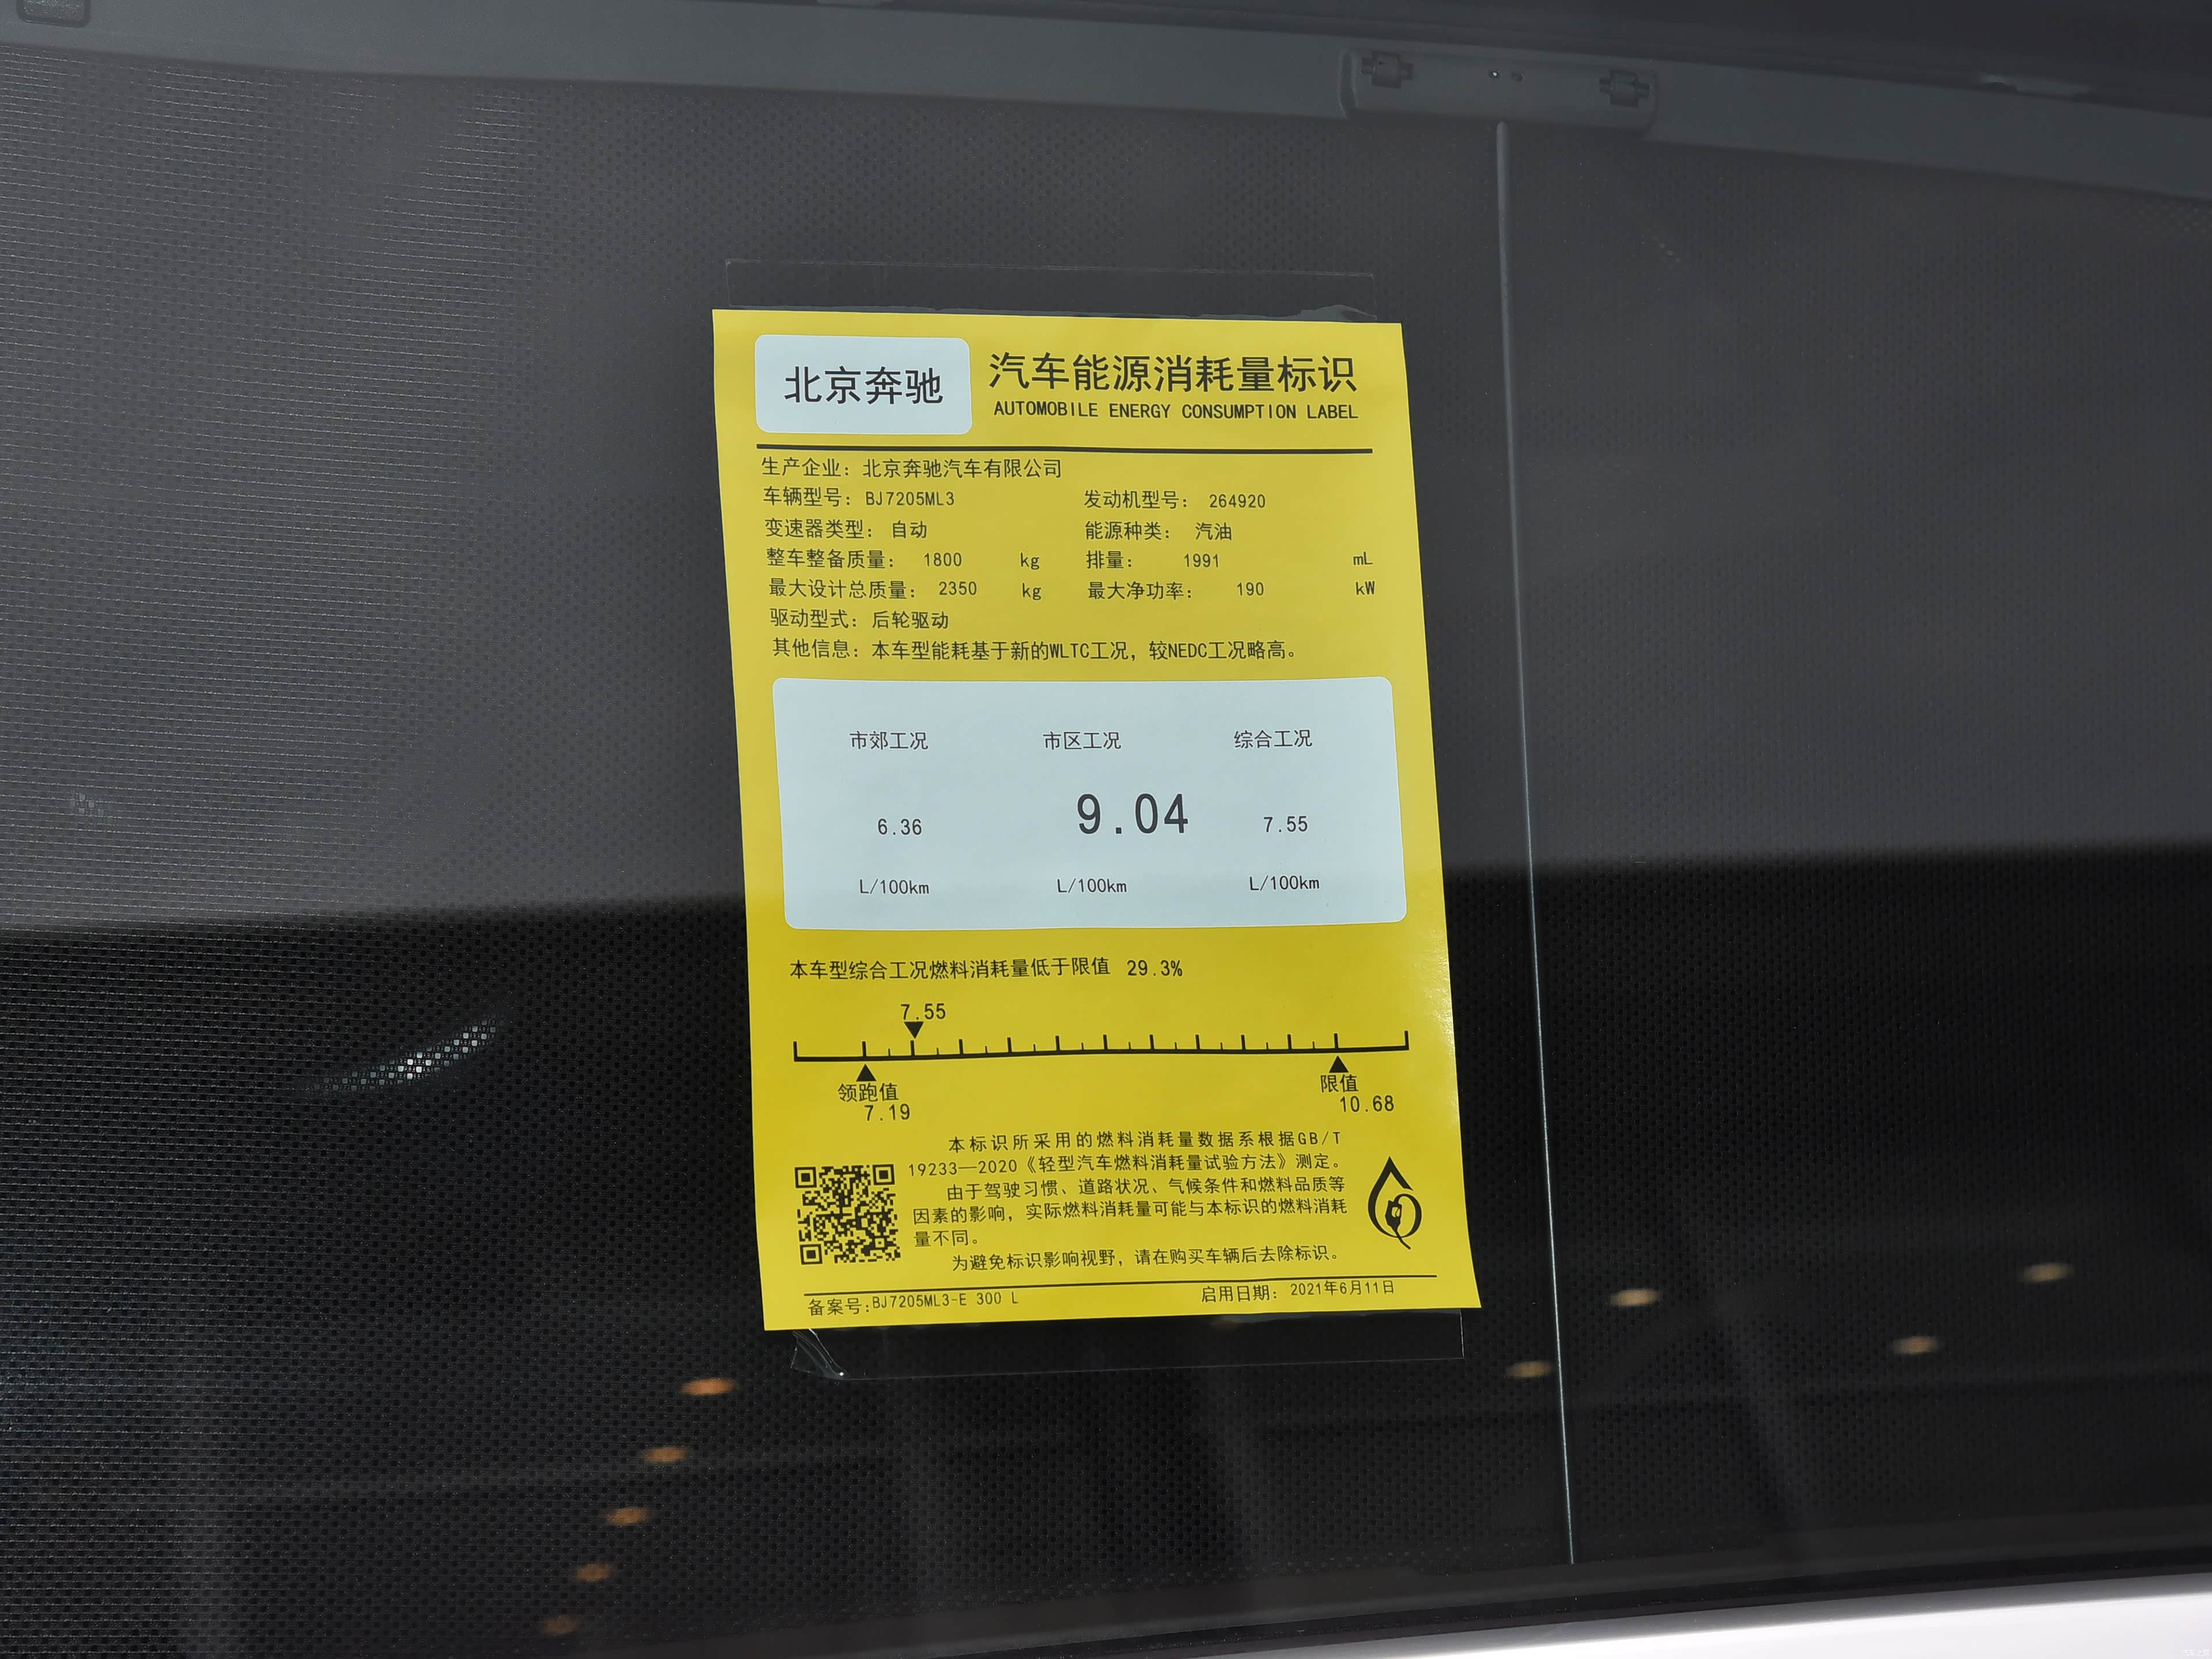 北京奔驰
汽车能源消耗量标识
AUTOMOBILE ENERGY CONSUMPTION LABEL
生产企业：北京奔驰汽车有限公司
车辆型号：BJ7205ML3 发动机型号：264920
变速器类型：自动 能源种类：汽油
整车整备质量：1800 kg 排量：1991 mL
最大设计总质量：2350 kg 最大净功率：190 kW
驱动型式：后轮驱动
其他信息：本车型能耗基于新的WLTC工况，较NEDC工况略高。
市郊工况 市区工况 综合工况
6.36 9.04 7.55
L/100km L/100km L/100km
本车型综合工况燃料消耗量低于限值 29.3%
7.55
领跑值 限值
7.19 10.68
本标识所采用的燃料消耗量数据系根据GB/T
19233—2020《轻型汽车燃料消耗量试验方法》测定。
由于驾驶习惯、道路状况、气候条件和燃料品质等
因素的影响，实际燃料消耗量可能与本标识的燃料消耗
量不同。
为避免标识影响视野，请在购买车辆后去除标识。
备案号:BJ7205ML3-E 300 L 启用日期：2021年6月11日